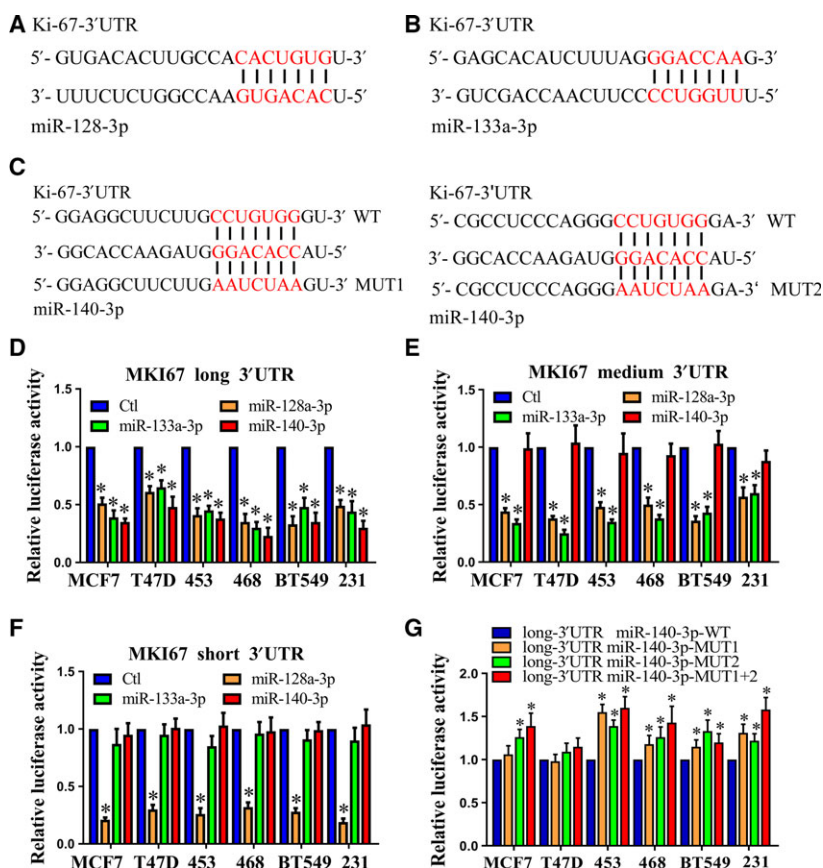 A
Ki-67-3′UTR
5′- GUGACACUUGCCACACUGUGU-3′
3′- UUUCUCUGGCCAAGUGACACU-5′
miR-128-3p
B
Ki-67-3′UTR
5′- GAGCACAUCUUUAGGGACCAAG-3′
3′- GUCGACCAACUUCCCCUGGUUU-5′
miR-133a-3p
C
Ki-67-3′UTR
5′- GGAGGCUUCUUGCCUGUGGGU-3′ WT
3′- GGCACCAAGAUGGGACACCAU-5′
5′- GGAGGCUUCUUGAAUCUAAGU-3′ MUT1
miR-140-3p
Ki-67-3'UTR
5′- CGCCUCCCAGGGCCUGUGGGA-3′ WT
3′- GGCACCAAGAUGGGACACCAU-5′
5′- CGCCUCCCAGGGAAUCUAAGA-3‘ MUT2
miR-140-3p
D
MKI67 long 3′UTR
Relative luciferase activity
1.5
1.0
0.5
0.0
Ctl
miR-128a-3p
miR-133a-3p
miR-140-3p
* * * * * * * * * * * * * * * * * *
MCF7 T47D 453 468 BT549 231
E
MKI67 medium 3′UTR
Relative luciferase activity
1.5
1.0
0.5
0.0
Ctl
miR-128a-3p
miR-133a-3p
miR-140-3p
* * * * * * * * * * * *
MCF7 T47D 453 468 BT549 231
F
MKI67 short 3′UTR
Relative luciferase activity
1.5
1.0
0.5
0.0
Ctl
miR-128a-3p
miR-133a-3p
miR-140-3p
* * * * * *
MCF7 T47D 453 468 BT549 231
G
long-3′UTR miR-140-3p-WT
long-3′UTR miR-140-3p-MUT1
long-3′UTR miR-140-3p-MUT2
long-3′UTR miR-140-3p-MUT1+2
Relative luciferase activity
2.0
1.5
1.0
0.5
0.0
* * * * * * * * * * * * * *
MCF7 T47D 453 468 BT549 231